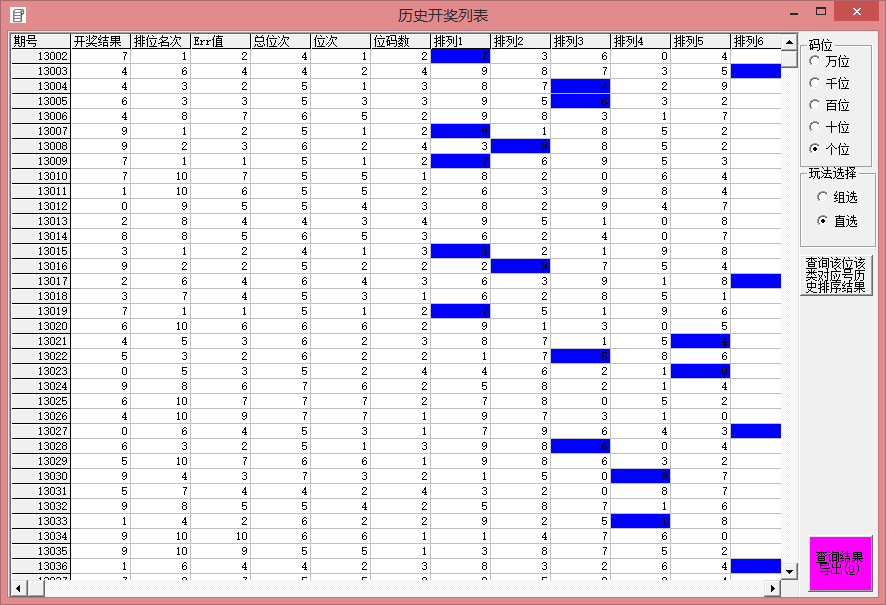 历史开奖列表
期号 开奖结果 排位名次 Err值 总位次 位次 位码数 排列1 排列2 排列3 排列4 排列5 排列6
13002 7 1 2 4 1 2 7 3 6 0 4
13003 4 6 4 4 2 4 9 8 7 3 5
13004 4 3 2 5 1 3 8 7 4 2 9
13005 6 3 3 5 3 3 9 5 6 3 2
13006 4 8 7 6 5 2 9 8 3 1 7
13007 9 1 2 5 1 2 9 1 8 5 2
13008 9 2 3 6 2 4 3 9 8 5 2
13009 7 1 1 5 1 2 7 6 9 5 3
13010 7 10 7 5 5 1 8 2 0 6 4
13011 1 10 6 5 5 2 6 3 9 8 4
13012 0 9 5 5 4 3 8 2 9 4 7
13013 2 8 4 4 3 4 9 5 1 0 8
13014 8 8 5 6 5 3 6 2 4 0 7
13015 3 1 2 4 1 3 3 2 1 9 8
13016 9 2 2 5 2 2 2 9 7 5 4
13017 2 6 4 6 4 3 6 3 9 1 8
13018 3 7 4 5 3 1 6 2 8 5 1
13019 7 1 1 5 1 2 7 5 1 9 6
13020 6 10 6 6 6 2 9 1 3 0 5
13021 4 5 3 6 2 3 8 7 1 5 4
13022 5 3 2 6 2 2 1 7 5 8 6
13023 0 5 3 5 2 4 4 6 2 1 0
13024 9 8 6 7 6 2 5 8 2 1 4
13025 6 10 7 7 7 2 7 8 0 5 2
13026 4 10 9 7 7 1 9 7 3 1 0
13027 0 6 4 5 3 1 7 9 6 4 3
13028 6 3 2 5 1 3 9 8 6 0 4
13029 5 10 7 6 6 1 9 8 6 3 2
13030 9 4 3 7 3 2 1 5 0 9 7
13031 5 7 4 4 2 4 3 2 0 8 7
13032 9 8 5 5 4 2 5 8 7 1 6
13033 1 4 2 6 2 2 9 2 5 1 8
13034 9 10 10 6 6 1 1 4 7 6 0
13035 9 10 9 5 5 1 3 8 7 5 2
13036 1 6 4 4 2 3 8 3 2 6 4
码位
万位
千位
百位
十位
个位
玩法选择
组选
直选
查询该位该
类对应号历
史排序结果
查询结果
导出(O)